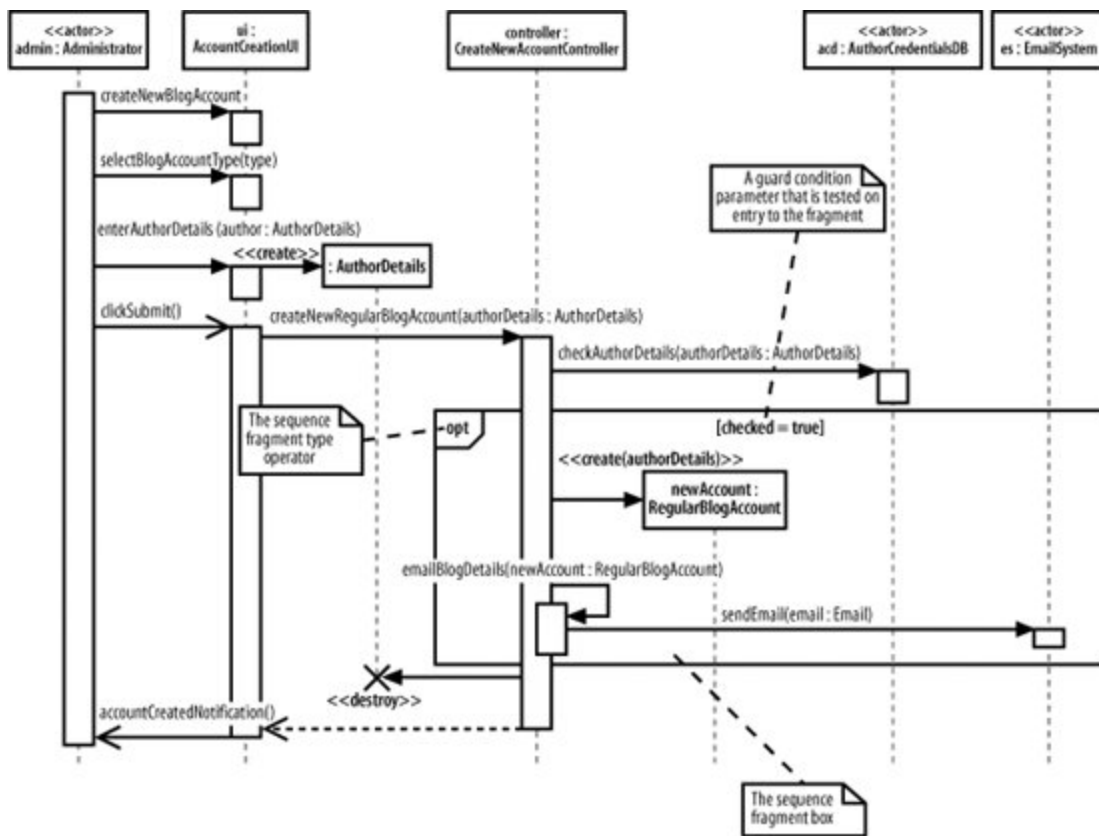 <<actor>>
admin : Administrator
ui :
AccountCreationUI
controller :
CreateNewAccountController
<<actor>>
acd : AuthorCredentialsDB
<<actor>>
es : EmailSystem
createNewBlogAccount
selectBlogAccountType(type)
A guard condition
parameter that is tested on
entry to the fragment
enterAuthorDetails (author : AuthorDetails)
<<create>>
: AuthorDetails
clickSubmit()
createNewRegularBlogAccount(authorDetails : AuthorDetails)
checkAuthorDetails(authorDetails : AuthorDetails)
The sequence
fragment type
operator
opt
[checked = true]
<<create(authorDetails)>>
newAccount :
RegularBlogAccount
emailBlogDetails(newAccount : RegularBlogAccount)
sendEmail(email : Email)
<<destroy>>
accountCreatedNotification()
The sequence
fragment box